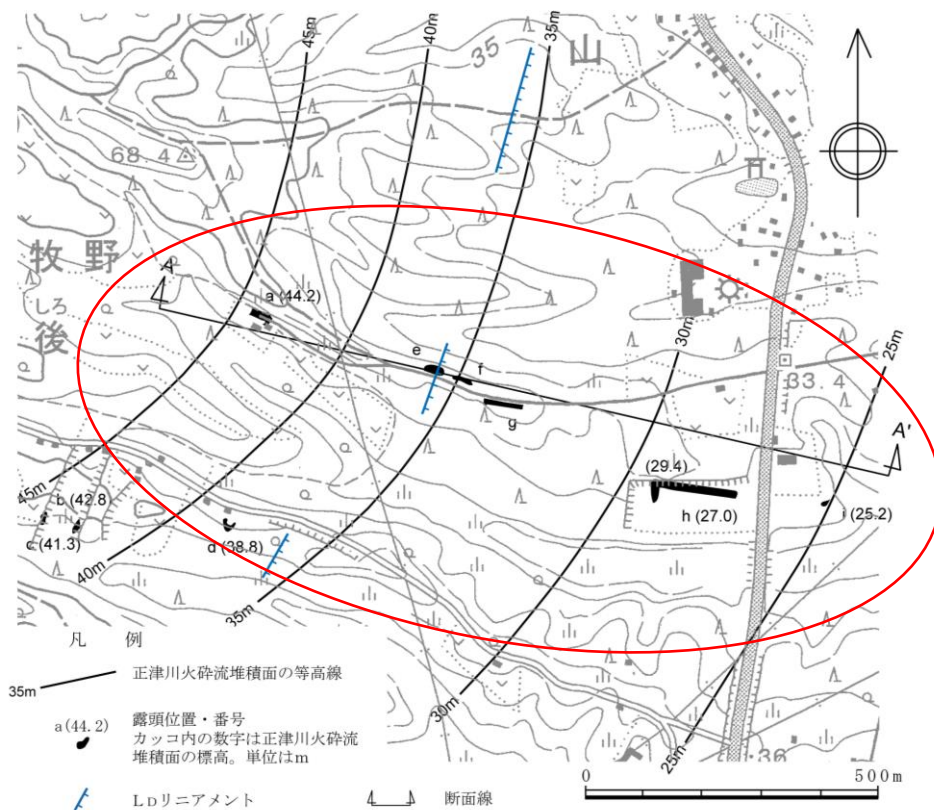 45m
40m
35
35m
山
68.4
牧野
しろ
後
A
a (44.2)
e
f
g
30m
25m
33.4
A'
(29.4)
h (27.0)
i (25.2)
45m
b (42.8
c (41.3)
d (38.8)
40m
35m
30m
25m
36
凡 例
35m
正津川火砕流堆積面の等高線
a(44.2)
露頭位置・番号
カッコ内の数字は正津川火砕流
堆積面の標高。単位はm
LDリニアメント
断面線
0 500m